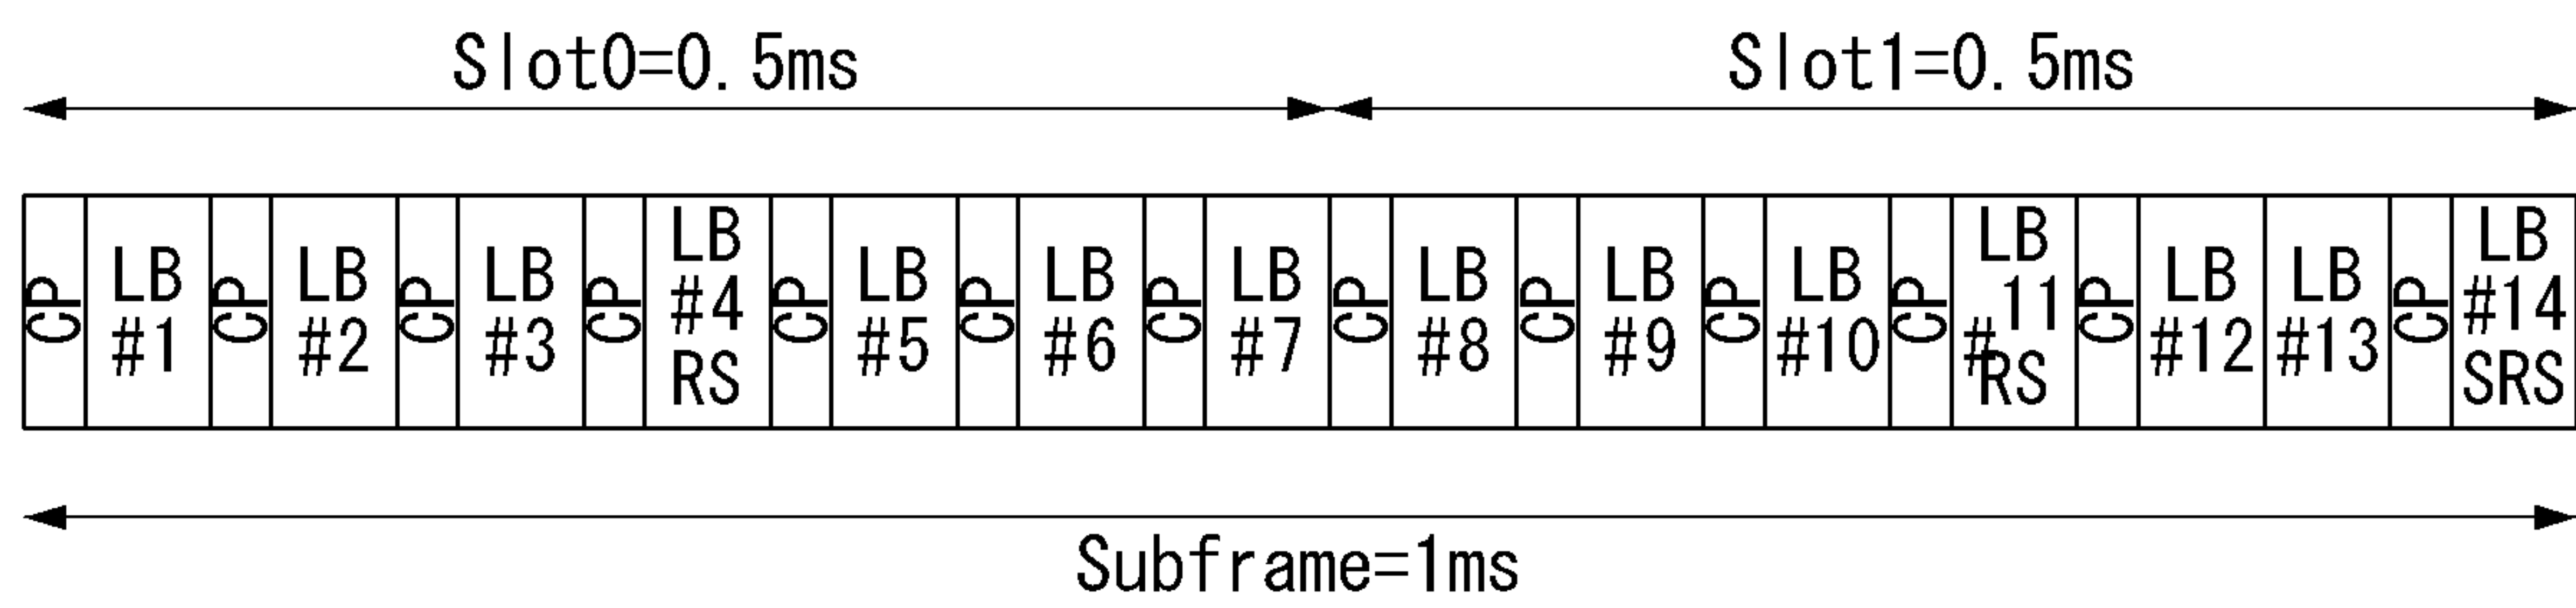 Slot0=0.5ms Slot1=0.5ms
CP LB #1 CP LB #2 CP LB #3 CP LB #4 RS CP LB #5 CP LB #6 CP LB #7 CP LB #8 CP LB #9 CP LB #10 CP LB #11 RS CP LB #12 LB #13 CP LB #14 SRS
Subframe=1ms